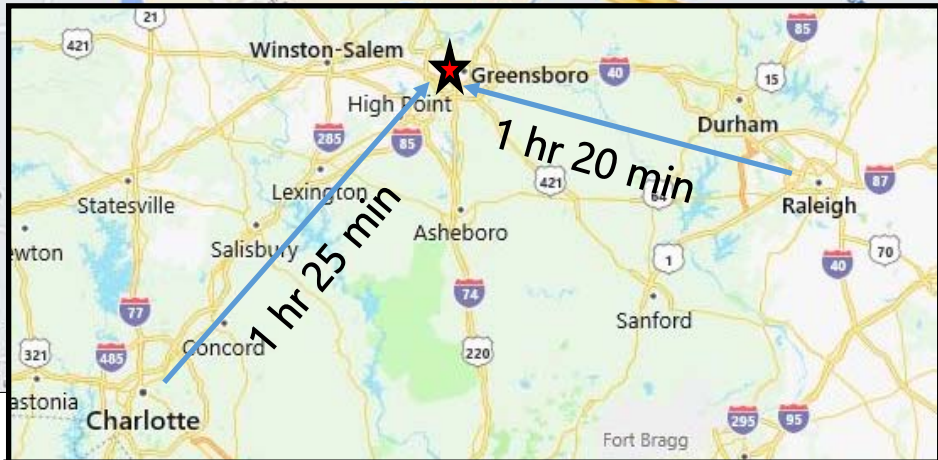 21
85
421
Winston-Salem
Greensboro
40
15
High Point
Durham
285
85
1 hr 20 min
421
64
87
Lexington
Statesville
Raleigh
1 hr 25 min
Asheboro
ewton
Salisbury
1
70
40
74
77
Sanford
321
485
Concord
220
astonia
Charlotte
295
95
Fort Bragg